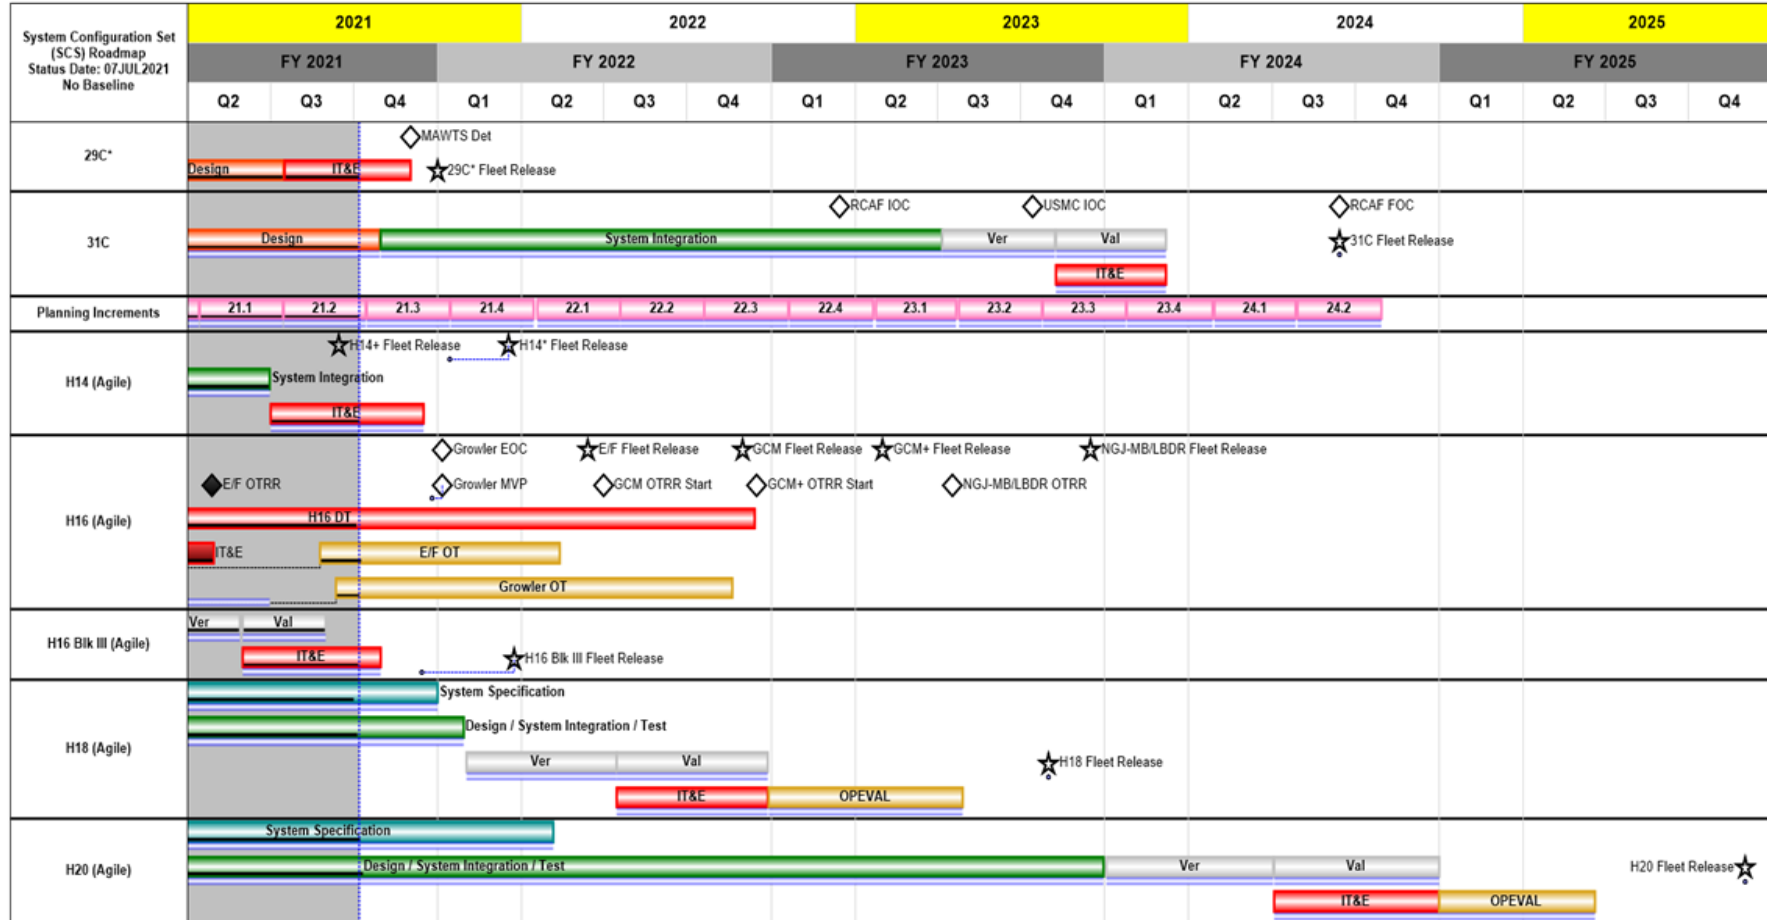 System Configuration Set
(SCS) Roadmap
Status Date: 07JUL2021
No Baseline
2021 2022 2023 2024 2025
FY 2021 FY 2022 FY 2023 FY 2024 FY 2025
Q2 Q3 Q4 Q1 Q2 Q3 Q4 Q1 Q2 Q3 Q4 Q1 Q2 Q3 Q4 Q1 Q2 Q3 Q4
29C*
MAWTS Det
Design IT&E 29C* Fleet Release
31C
RCAF IOC USMC IOC RCAF FOC
Design System Integration Ver Val 31C Fleet Release
IT&E
Planning Increments 21.1 21.2 21.3 21.4 22.1 22.2 22.3 22.4 23.1 23.2 23.3 23.4 24.1 24.2
H14 (Agile)
H14+ Fleet Release H14* Fleet Release
System Integration
IT&E
H16 (Agile)
Growler EOC E/F Fleet Release GCM Fleet Release GCM+ Fleet Release NGJ-MB/LBDR Fleet Release
E/F OTRR Growler MVP GCM OTRR Start GCM+ OTRR Start NGJ-MB/LBDR OTRR
H16 DT
IT&E E/F OT
Growler OT
H16 Blk III (Agile)
Ver Val
IT&E H16 Blk III Fleet Release
H18 (Agile)
System Specification
Design / System Integration / Test
Ver Val H18 Fleet Release
IT&E OPEVAL
H20 (Agile)
System Specification
Design / System Integration / Test Ver Val H20 Fleet Release
IT&E OPEVAL